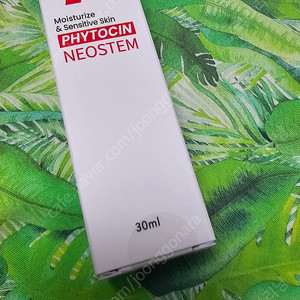 Moisturize
& Sensitive Skin
PHYTOCIN
NEOSTEM
30ml